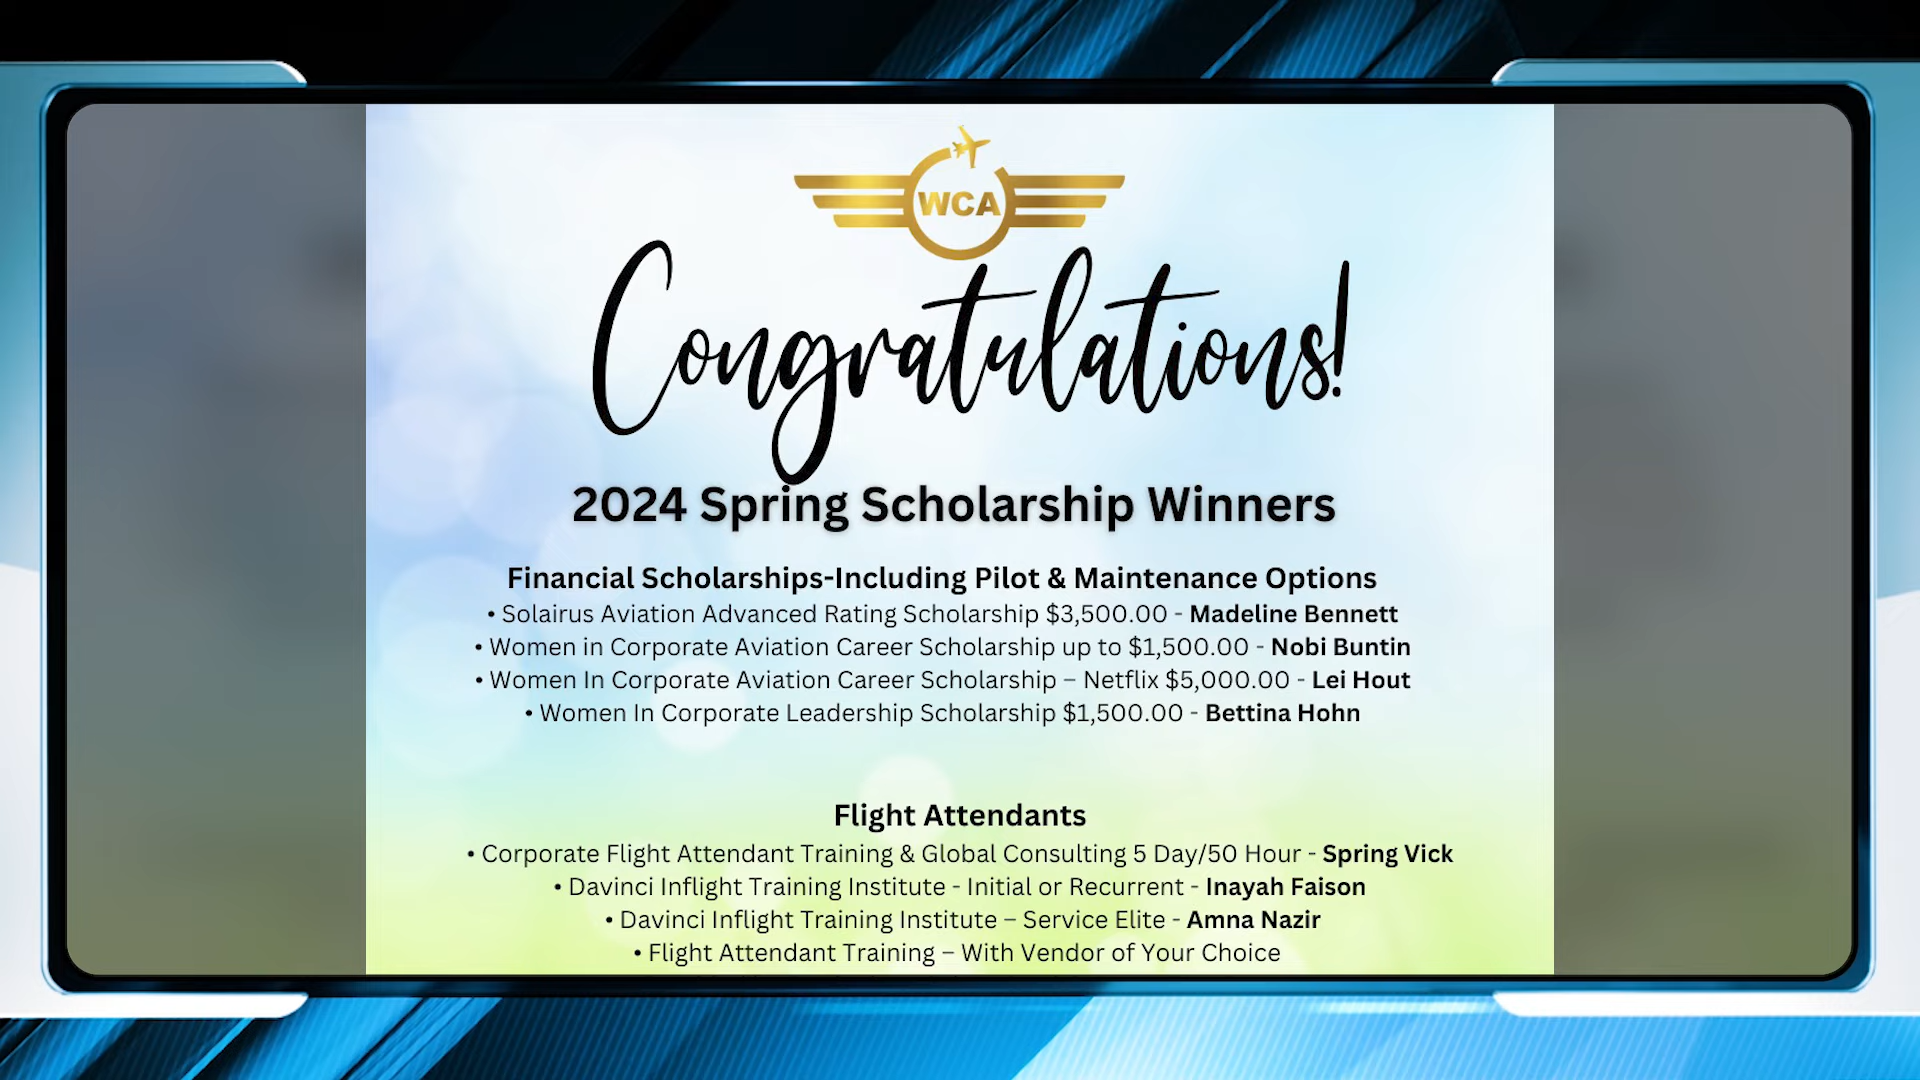 WCA
Congratulations!
2024 Spring Scholarship Winners
Financial Scholarships-Including Pilot & Maintenance Options
• Solairus Aviation Advanced Rating Scholarship $3,500.00 - Madeline Bennett
• Women in Corporate Aviation Career Scholarship up to $1,500.00 - Nobi Buntin
• Women In Corporate Aviation Career Scholarship – Netflix $5,000.00 - Lei Hout
• Women In Corporate Leadership Scholarship $1,500.00 - Bettina Hohn
Flight Attendants
• Corporate Flight Attendant Training & Global Consulting 5 Day/50 Hour - Spring Vick
• Davinci Inflight Training Institute - Initial or Recurrent - Inayah Faison
• Davinci Inflight Training Institute – Service Elite - Amna Nazir
• Flight Attendant Training – With Vendor of Your Choice